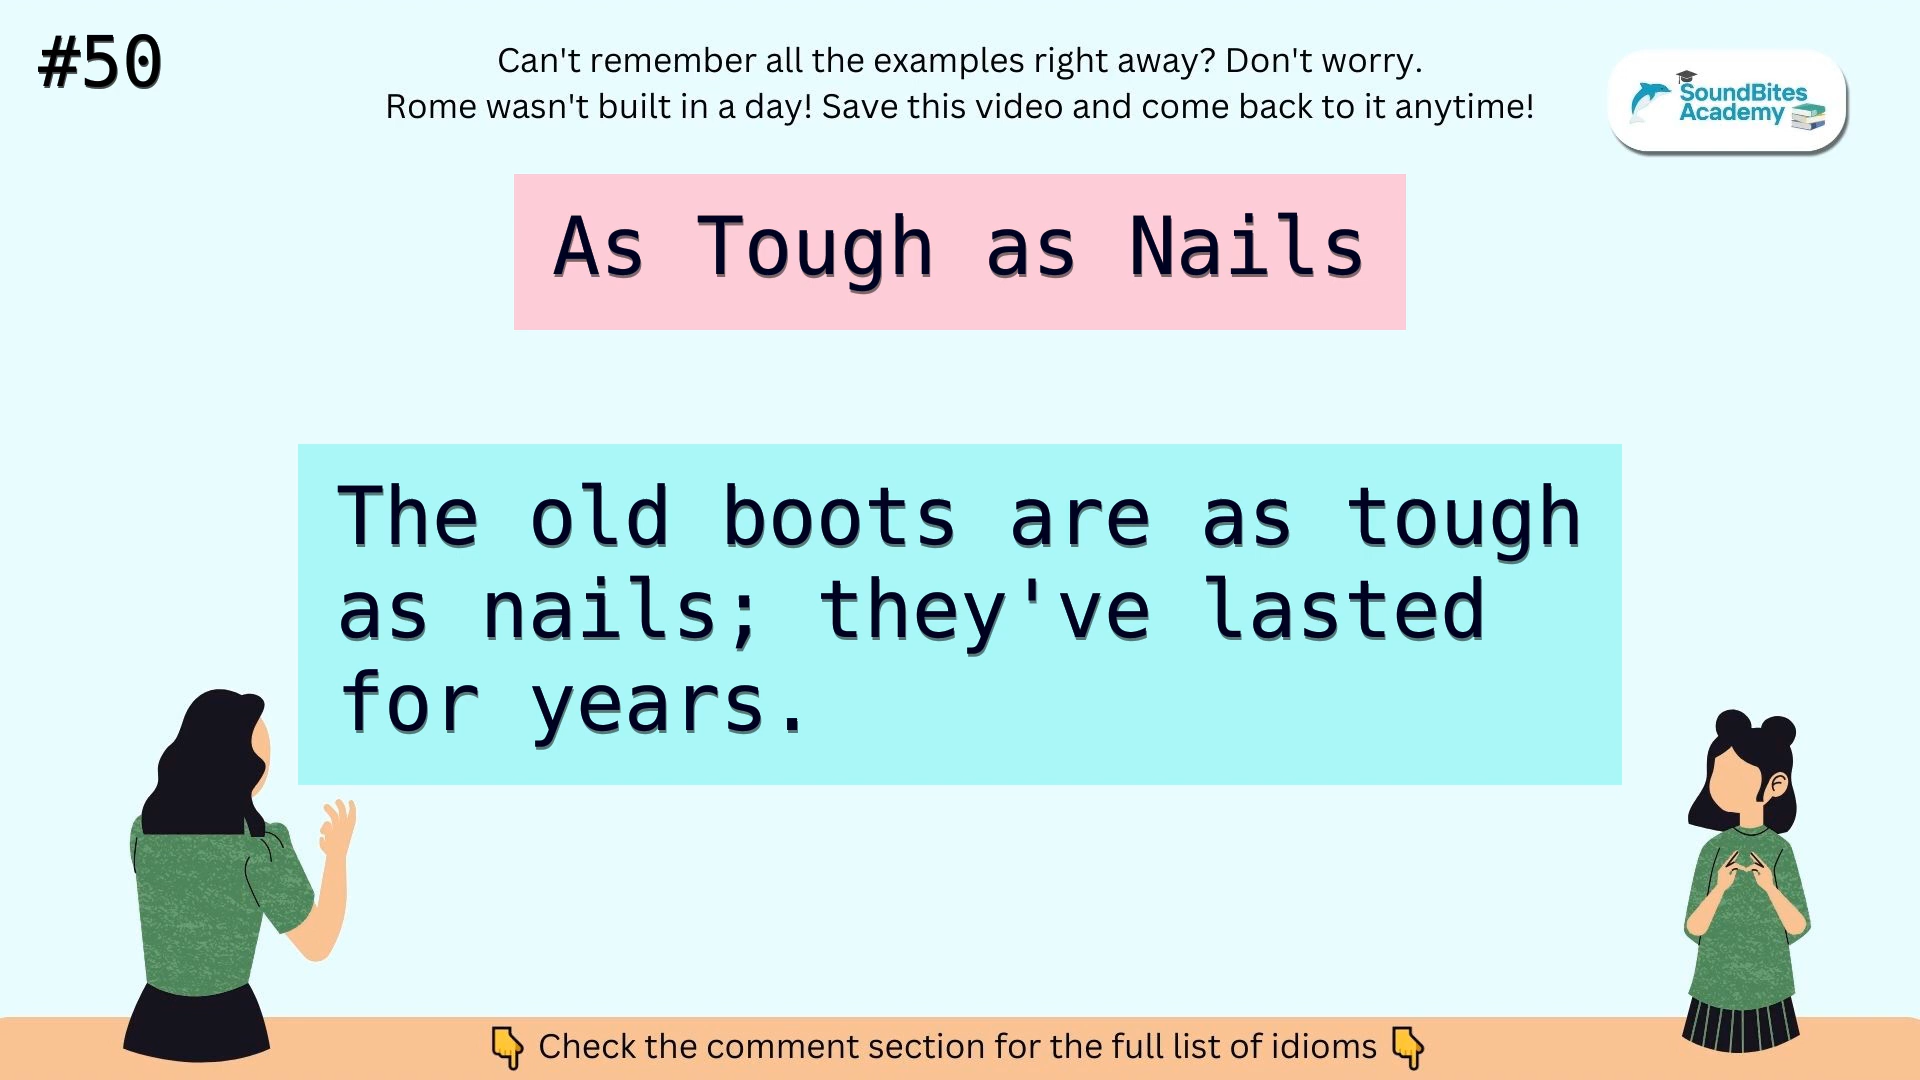 #50
Can't remember all the examples right away? Don't worry.
Rome wasn't built in a day! Save this video and come back to it anytime!
SoundBites
Academy
As Tough as Nails
The old boots are as tough
as nails; they've lasted
for years.
👇 Check the comment section for the full list of idioms 👇